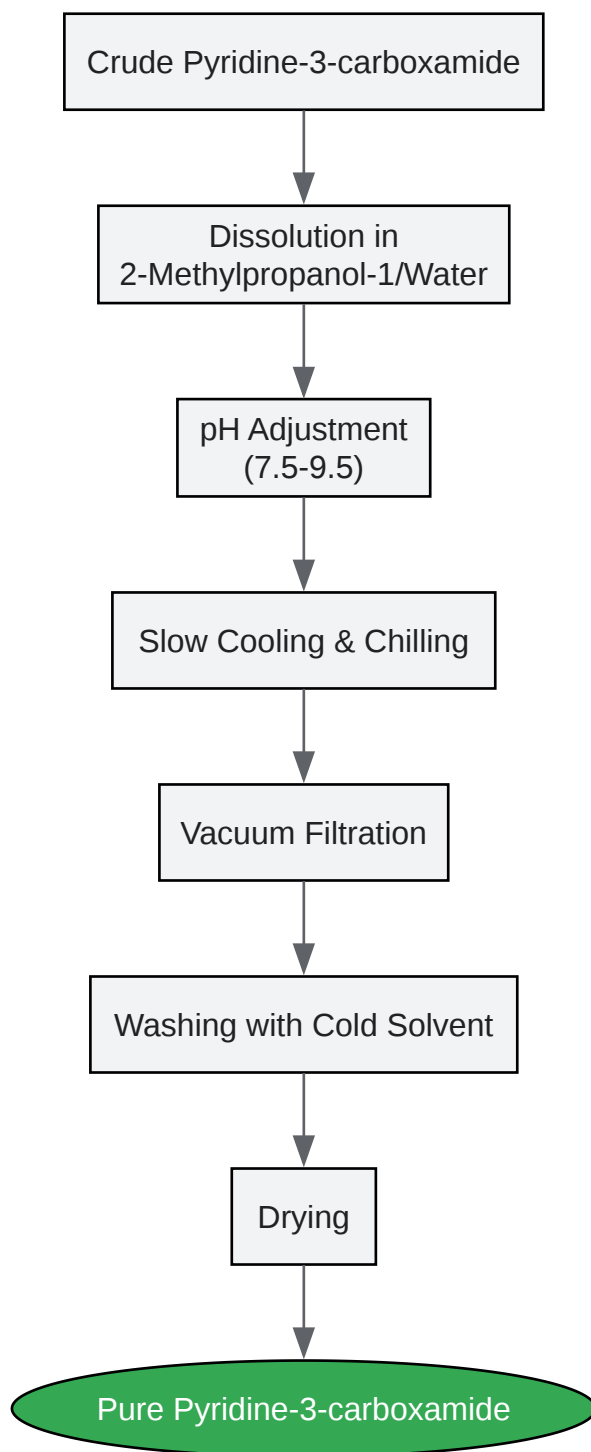 Crude Pyridine-3-carboxamide
Dissolution in
2-Methylpropanol-1/Water
pH Adjustment
(7.5-9.5)
Slow Cooling & Chilling
Vacuum Filtration
Washing with Cold Solvent
Drying
Pure Pyridine-3-carboxamide